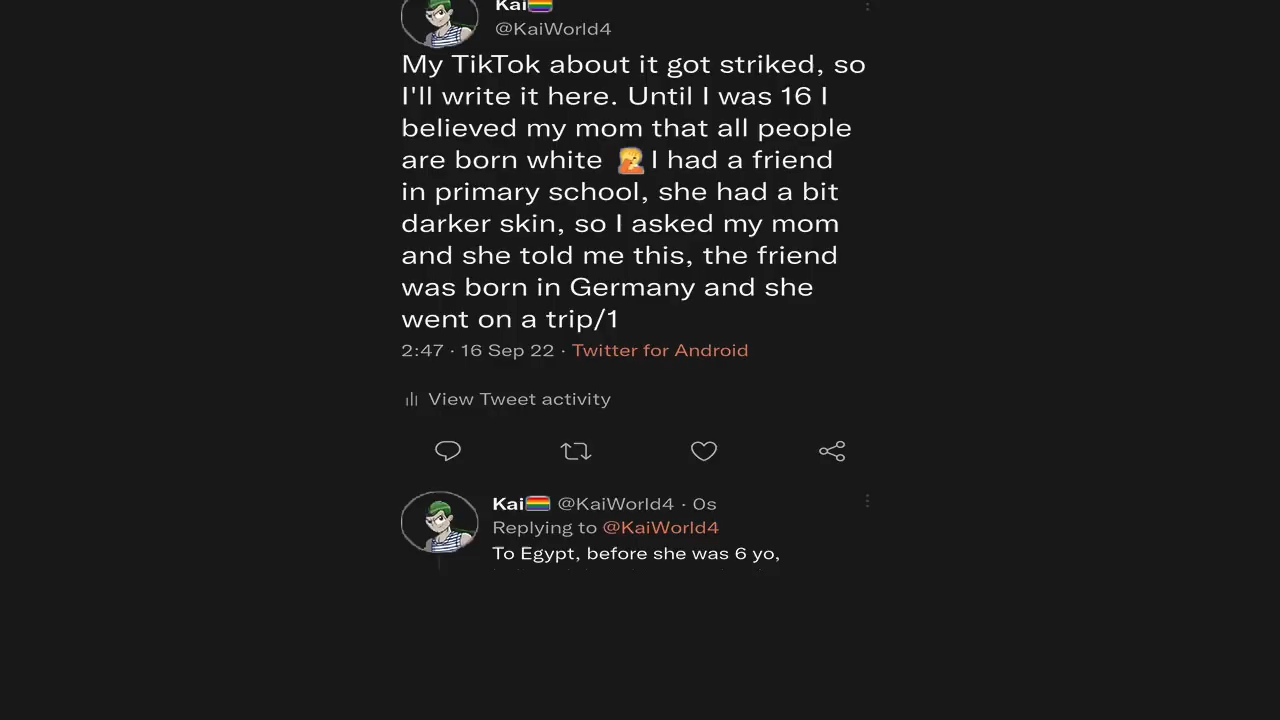 Kai🏳️‍🌈
@KaiWorld4
My TikTok about it got striked, so
I'll write it here. Until I was 16 I
believed my mom that all people
are born white 🤦 I had a friend
in primary school, she had a bit
darker skin, so I asked my mom
and she told me this, the friend
was born in Germany and she
went on a trip/1
2:47 · 16 Sep 22 · Twitter for Android
View Tweet activity
Kai🏳️‍🌈 @KaiWorld4 · 0s
Replying to @KaiWorld4
To Egypt, before she was 6 yo,